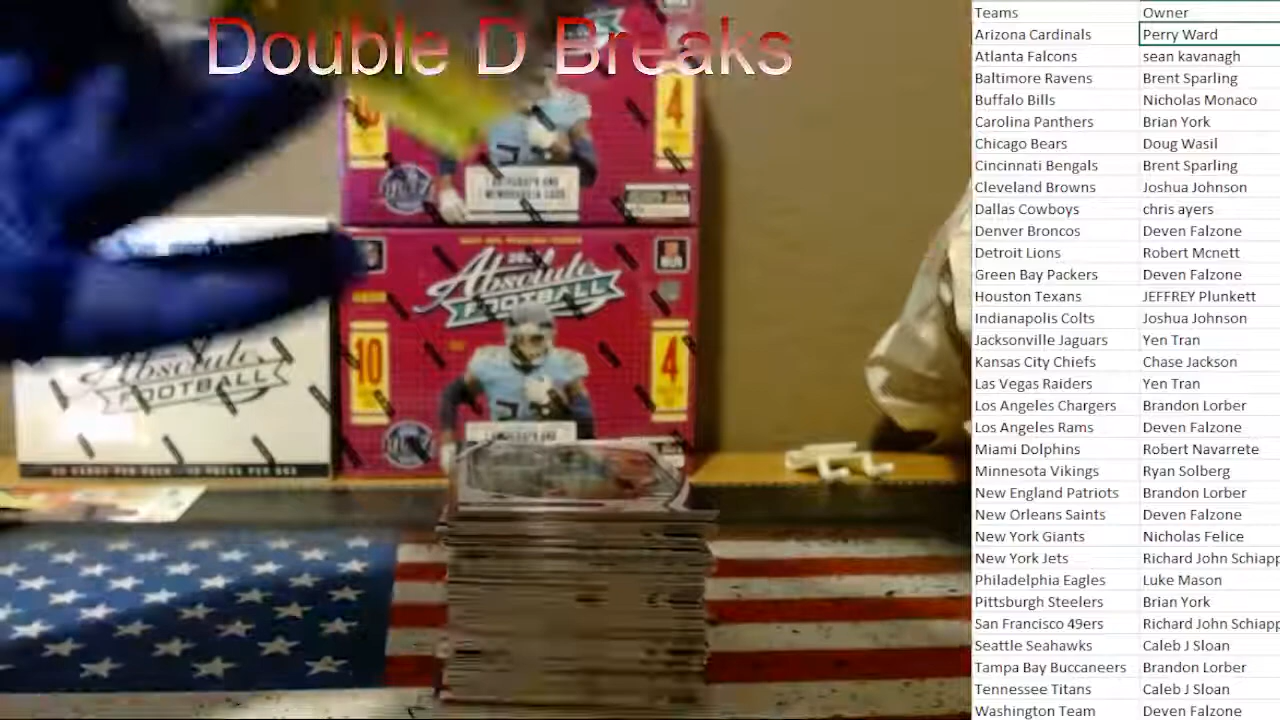 Double D Breaks
4
Absolute
FOOTBALL
10
4
Absolute
FOOTBALL
Teams Owner
Arizona Cardinals Perry Ward
Atlanta Falcons sean kavanagh
Baltimore Ravens Brent Sparling
Buffalo Bills Nicholas Monaco
Carolina Panthers Brian York
Chicago Bears Doug Wasil
Cincinnati Bengals Brent Sparling
Cleveland Browns Joshua Johnson
Dallas Cowboys chris ayers
Denver Broncos Deven Falzone
Detroit Lions Robert Mcnett
Green Bay Packers Deven Falzone
Houston Texans JEFFREY Plunkett
Indianapolis Colts Joshua Johnson
Jacksonville Jaguars Yen Tran
Kansas City Chiefs Chase Jackson
Las Vegas Raiders Yen Tran
Los Angeles Chargers Brandon Lorber
Los Angeles Rams Deven Falzone
Miami Dolphins Robert Navarrete
Minnesota Vikings Ryan Solberg
New England Patriots Brandon Lorber
New Orleans Saints Deven Falzone
New York Giants Nicholas Felice
New York Jets Richard John Schiapp
Philadelphia Eagles Luke Mason
Pittsburgh Steelers Brian York
San Francisco 49ers Richard John Schiapp
Seattle Seahawks Caleb J Sloan
Tampa Bay Buccaneers Brandon Lorber
Tennessee Titans Caleb J Sloan
Washington Team Deven Falzone